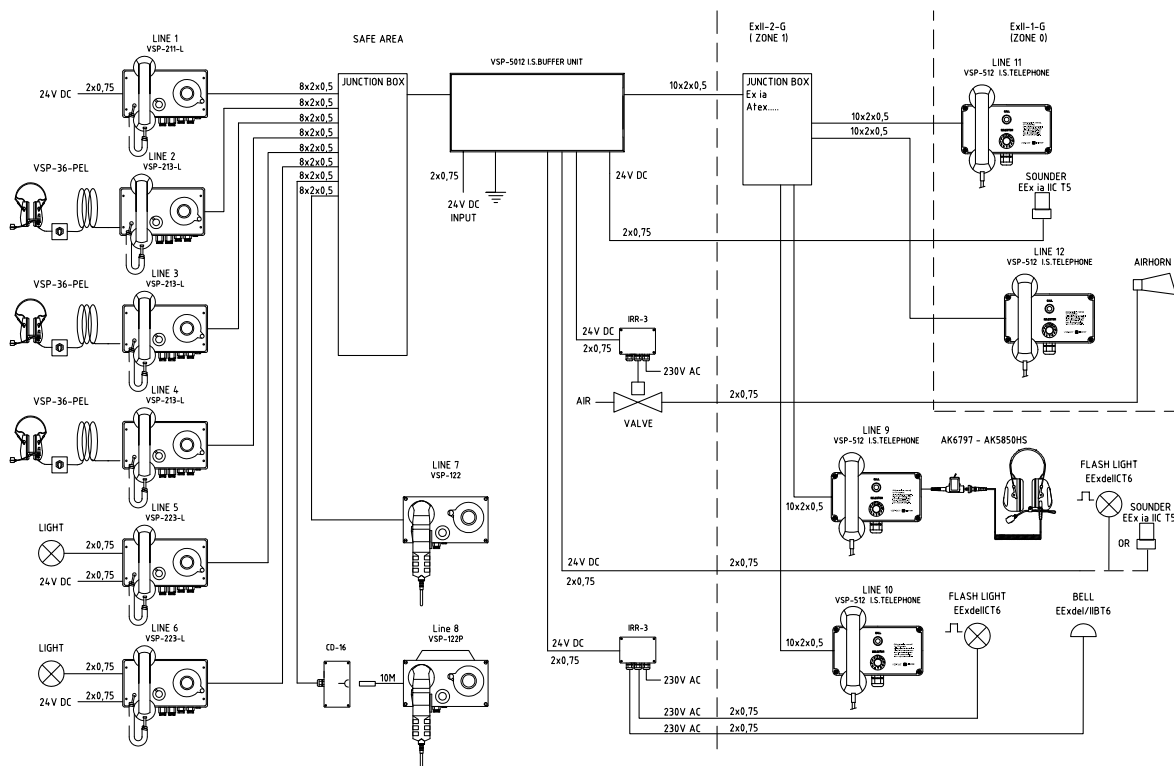 LINE 1
VSP-211-L
24V DC
2x0,75
VSP-36-PEL
LINE 2
VSP-213-L
VSP-36-PEL
LINE 3
VSP-213-L
VSP-36-PEL
LINE 4
VSP-213-L
LINE 5
VSP-223-L
LIGHT
2x0,75
24V DC
2x0,75
LINE 6
VSP-223-L
LIGHT
2x0,75
24V DC
2x0,75
SAFE AREA
8x2x0,5
8x2x0,5
8x2x0,5
8x2x0,5
8x2x0,5
8x2x0,5
8x2x0,5
8x2x0,5
JUNCTION BOX
VSP-5012 I.S.BUFFER UNIT
2x0,75
24V DC
INPUT
24V DC
10x2x0,5
LINE 7
VSP-122
Line 8
VSP-122P
CD-16
10M
IRR-3
24V DC
2x0,75
230V AC
AIR
VALVE
2x0,75
24V DC
2x0,75
2x0,75
IRR-3
24V DC
2x0,75
230V AC
230V AC
2x0,75
230V AC
2x0,75
ExII-2-G
( ZONE 1)
JUNCTION BOX
Ex ia
Atex.....
10x2x0,5
10x2x0,5
2x0,75
ExII-1-G
(ZONE 0)
LINE 11
VSP-512 I.S.TELEPHONE
SOUNDER
EEx ia IIC T5
LINE 12
VSP-512 I.S.TELEPHONE
AIRHORN
LINE 9
VSP-512 I.S.TELEPHONE
10x2x0,5
AK6797 - AK5850HS
FLASH LIGHT
EExdeIICT6
SOUNDER
EEx ia IIC T5
OR
LINE 10
VSP-512 I.S.TELEPHONE
10x2x0,5
FLASH LIGHT
EExdeIICT6
BELL
EExdel/IIBT6